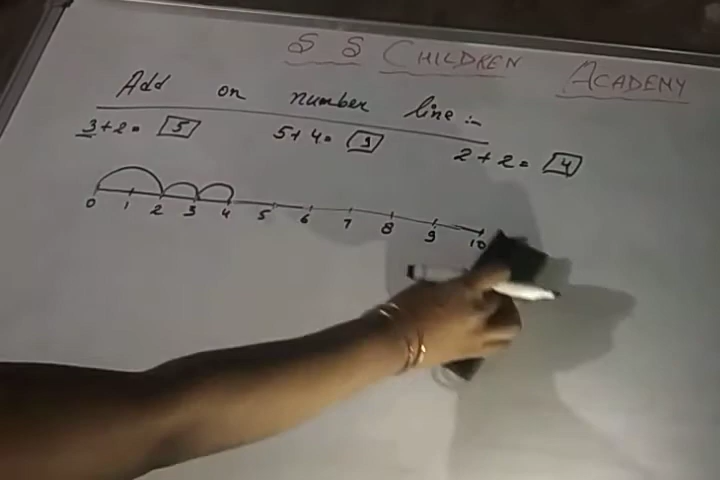 S S CHILDREN ACADEMY
Add on number line :-
3+2= 5 5+4= 9 2+2= 4
0 1 2 3 4 5 6 7 8 9 10